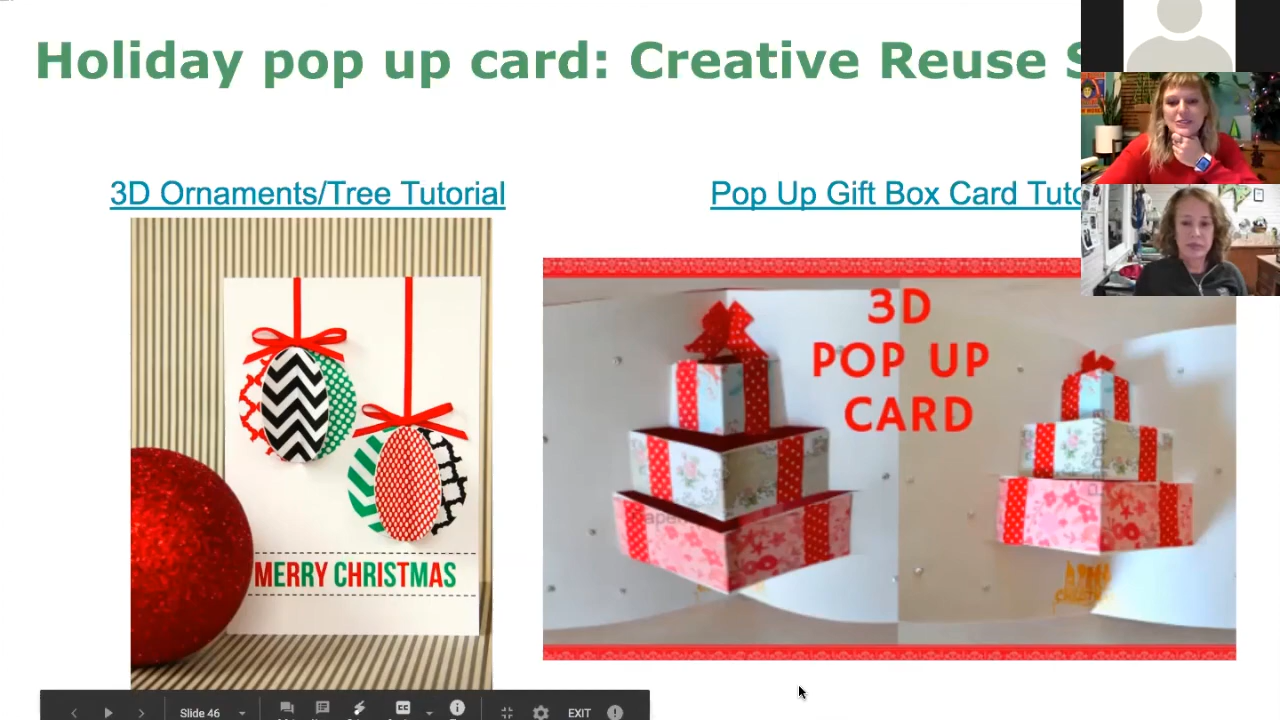 Holiday pop up card: Creative Reuse S
3D Ornaments/Tree Tutorial
Pop Up Gift Box Card Tuto
3D
POP UP
CARD
MERRY CHRISTMAS
Slide 46
CC
EXIT